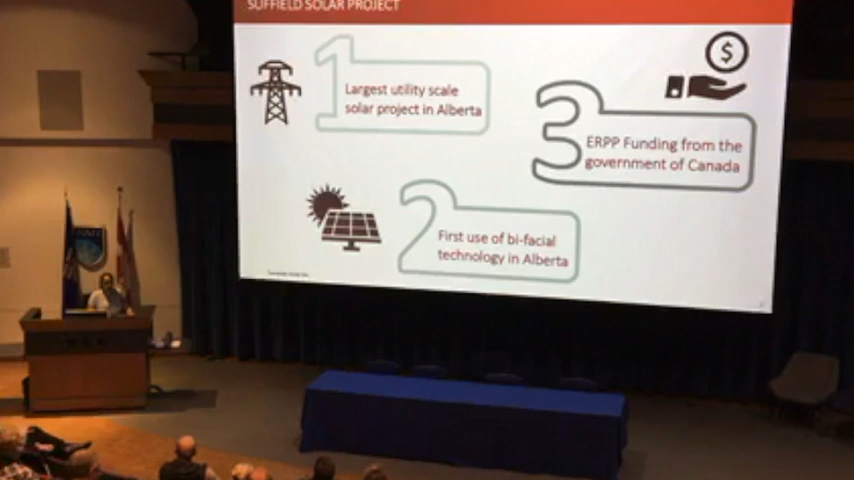 SUFFIELD SOLAR PROJECT
1
Largest utility scale
solar project in Alberta
$
3
ERPP Funding from the
government of Canada
2
First use of bi-facial
technology in Alberta